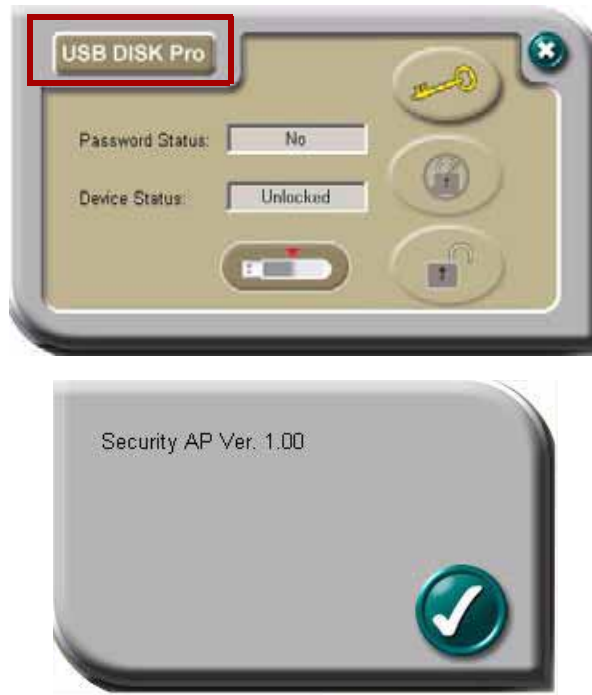 USB DISK Pro
Password Status: No
Device Status: Unlocked
Security AP Ver. 1.00